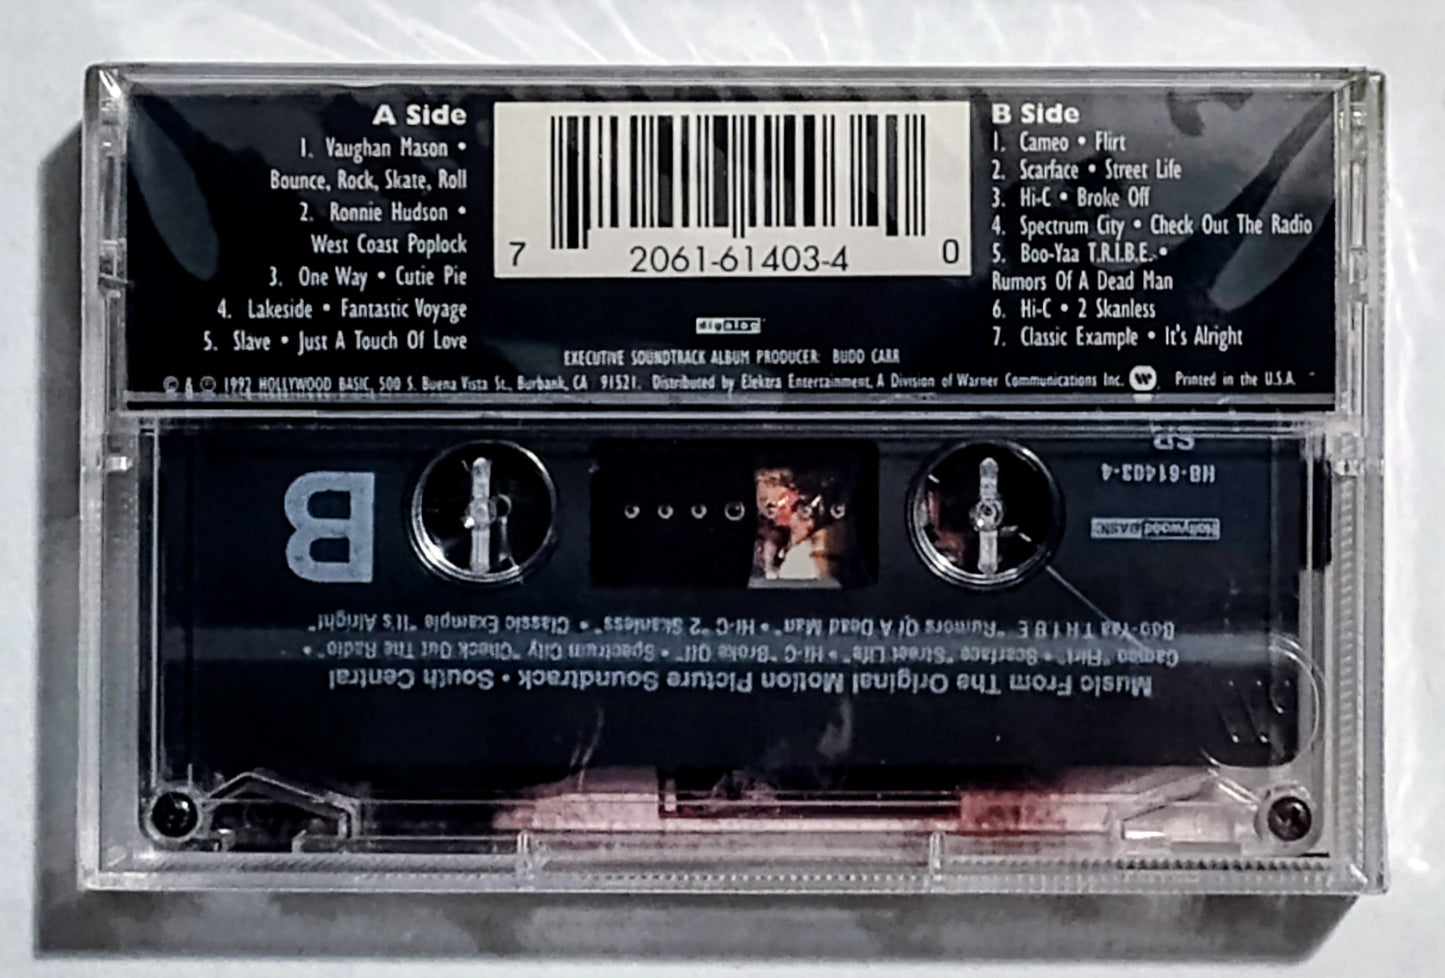 A Side
1. Vaughan Mason •
Bounce, Rock, Skate, Roll
2. Ronnie Hudson •
West Coast Poplock
3. One Way • Cutie Pie
4. Lakeside • Fantastic Voyage
5. Slave • Just A Touch Of Love
7 2061-61403-4 0
digalog
EXECUTIVE SOUNDTRACK ALBUM PRODUCER: BUDD CARR
B Side
1. Cameo • Flirt
2. Scarface • Street Life
3. Hi-C • Broke Off
4. Spectrum City • Check Out The Radio
5. Boo-Yaa T.R.I.B.E. •
Rumors Of A Dead Man
6. Hi-C • 2 Skanless
7. Classic Example • It's Alright
© & ℗ 1992 HOLLYWOOD BASIC, 500 S. Buena Vista St., Burbank, CA 91521. Distributed by Elektra Entertainment, A Division of Warner Communications Inc. Printed in the U.S.A.
Music From The Original Motion Picture Soundtrack • South Central
Cameo "Flirt" • Scarface "Street Life" • Hi-C "Broke Off" • Spectrum City "Check Out The Radio" •
Boo-Yaa T.R.I.B.E. "Rumors Of A Dead Man" • Hi-C "2 Skanless" • Classic Example "It's Alright"
Hollywood BASIC
HB-61403-4
SR
B